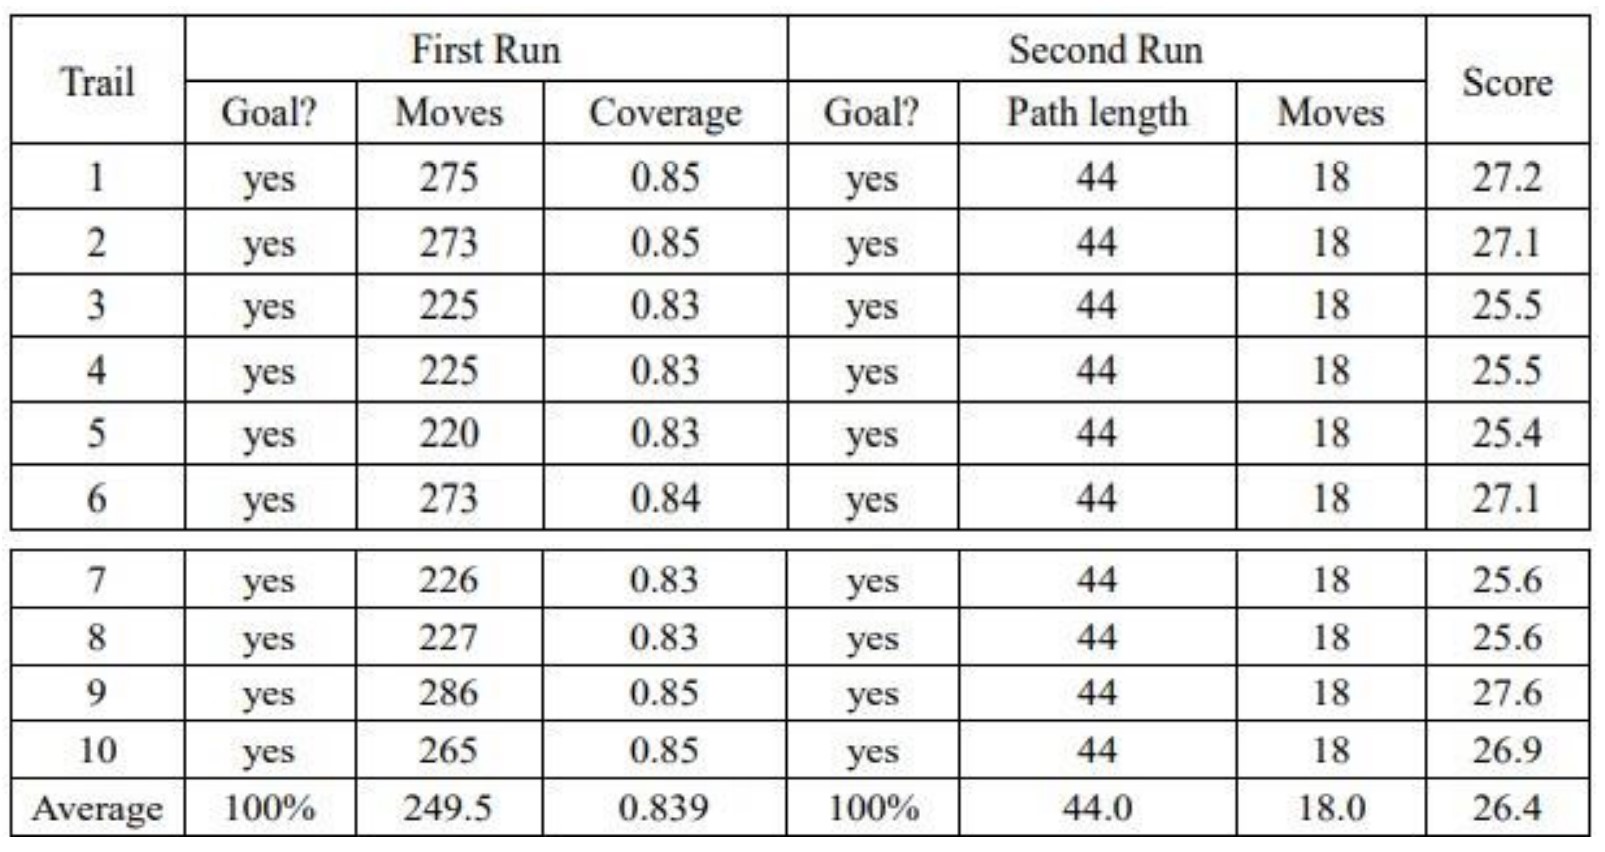 Trail First Run Second Run Score
Goal? Moves Coverage Goal? Path length Moves
1 yes 275 0.85 yes 44 18 27.2
2 yes 273 0.85 yes 44 18 27.1
3 yes 225 0.83 yes 44 18 25.5
4 yes 225 0.83 yes 44 18 25.5
5 yes 220 0.83 yes 44 18 25.4
6 yes 273 0.84 yes 44 18 27.1
7 yes 226 0.83 yes 44 18 25.6
8 yes 227 0.83 yes 44 18 25.6
9 yes 286 0.85 yes 44 18 27.6
10 yes 265 0.85 yes 44 18 26.9
Average 100% 249.5 0.839 100% 44.0 18.0 26.4